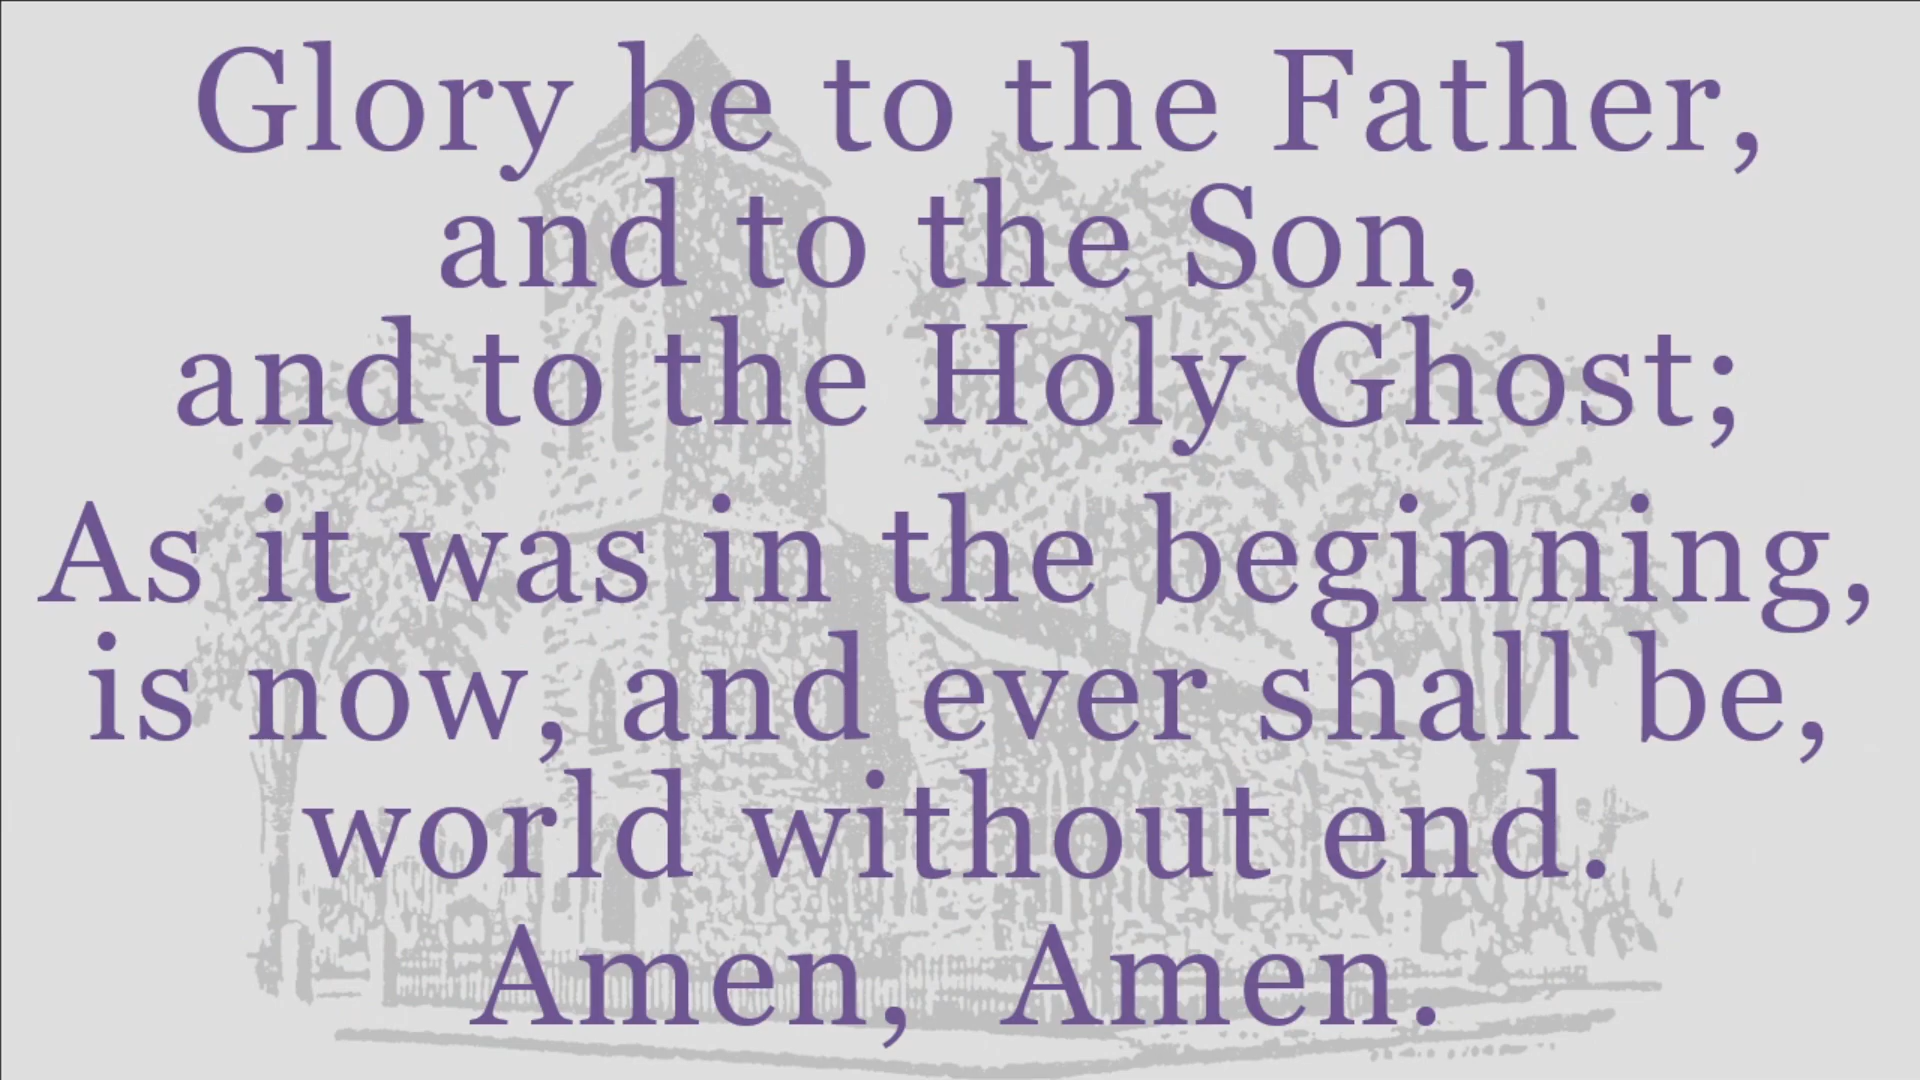 Glory be to the Father,
and to the Son,
and to the Holy Ghost;
As it was in the beginning,
is now, and ever shall be,
world without end.
Amen, Amen.